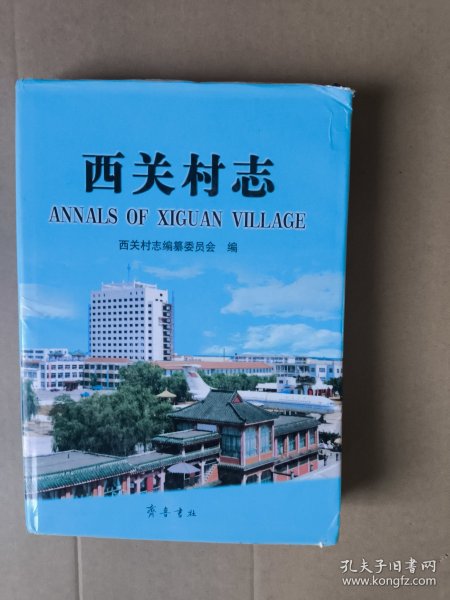 西关村志
ANNALS OF XIGUAN VILLAGE
西关村志编纂委员会 编
齐鲁书社
孔夫子旧书网
www.kongfz.com